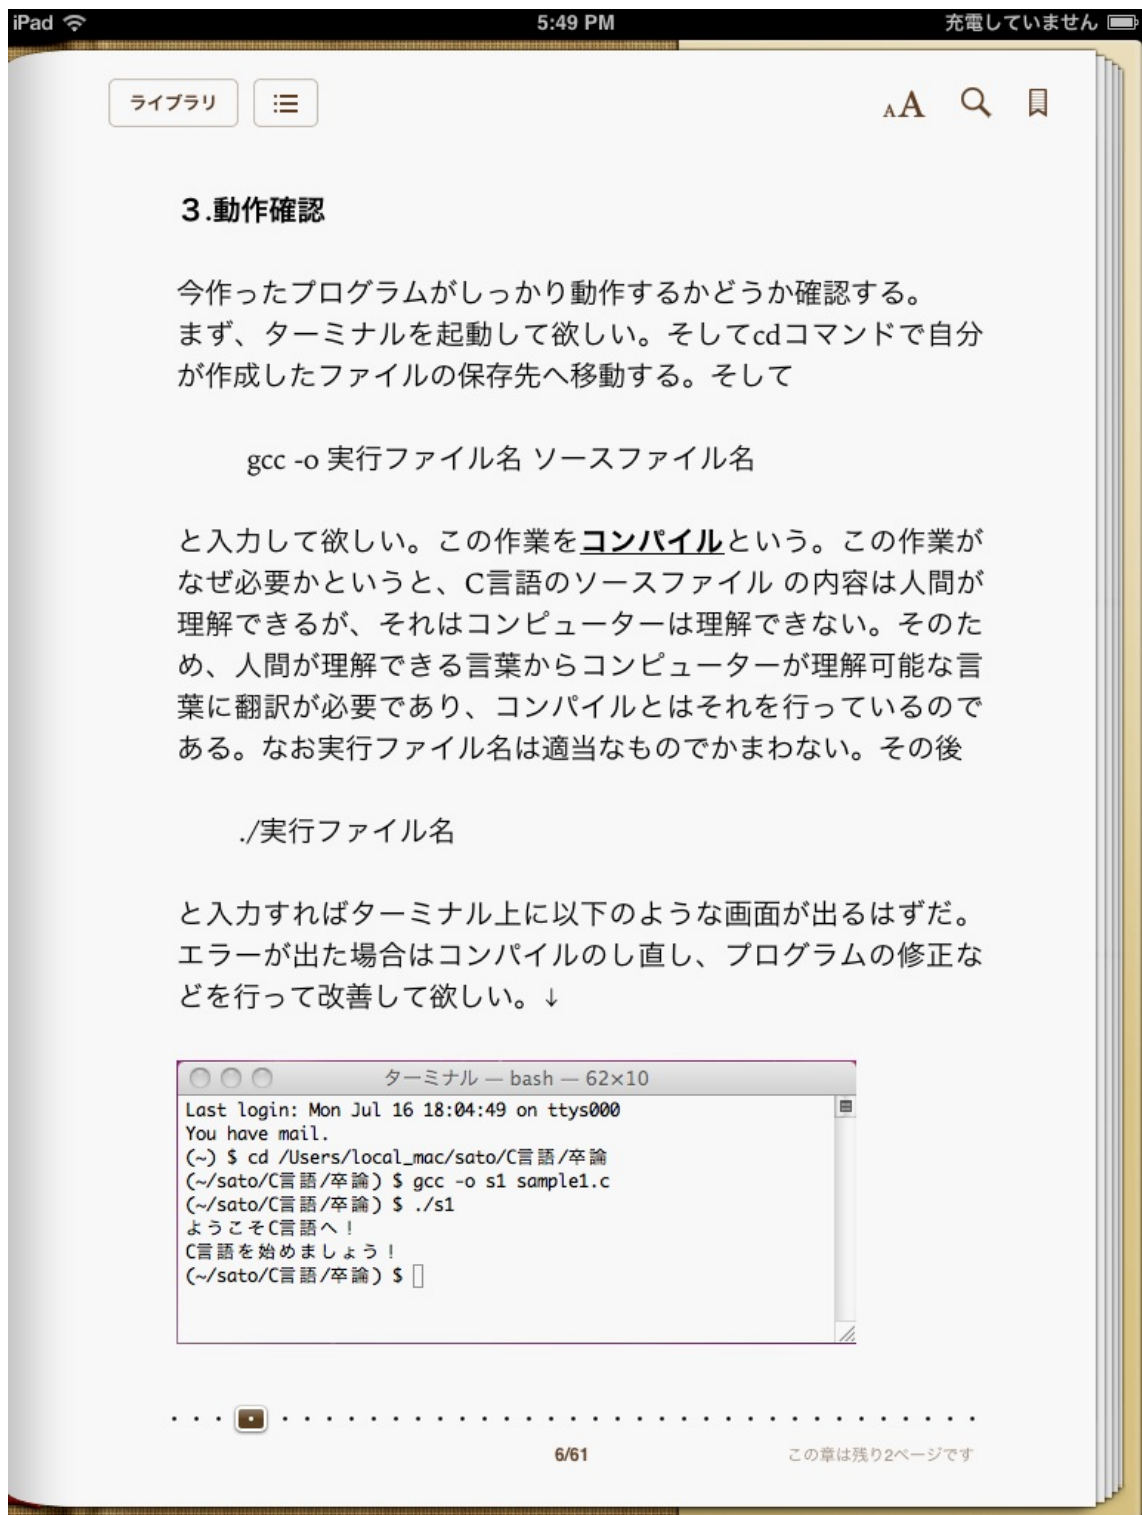 iPad 5:49 PM 充電していません
ライブラリ AA
３.動作確認
今作ったプログラムがしっかり動作するかどうか確認する。
まず、ターミナルを起動して欲しい。そしてcdコマンドで自分
が作成したファイルの保存先へ移動する。そして
gcc -o 実行ファイル名 ソースファイル名
と入力して欲しい。この作業をコンパイルという。この作業が
なぜ必要かというと、C言語のソースファイル の内容は人間が
理解できるが、それはコンピューターは理解できない。そのた
め、人間が理解できる言葉からコンピューターが理解可能な言
葉に翻訳が必要であり、コンパイルとはそれを行っているので
ある。なお実行ファイル名は適当なものでかまわない。その後
./実行ファイル名
と入力すればターミナル上に以下のような画面が出るはずだ。
エラーが出た場合はコンパイルのし直し、プログラムの修正な
どを行って改善して欲しい。↓
ターミナル — bash — 62×10
Last login: Mon Jul 16 18:04:49 on ttys000
You have mail.
(~) $ cd /Users/local_mac/sato/C言語/卒論
(~/sato/C言語/卒論) $ gcc -o s1 sample1.c
(~/sato/C言語/卒論) $ ./s1
ようこそC言語へ！
C言語を始めましょう！
(~/sato/C言語/卒論) $
6/61 この章は残り2ページです